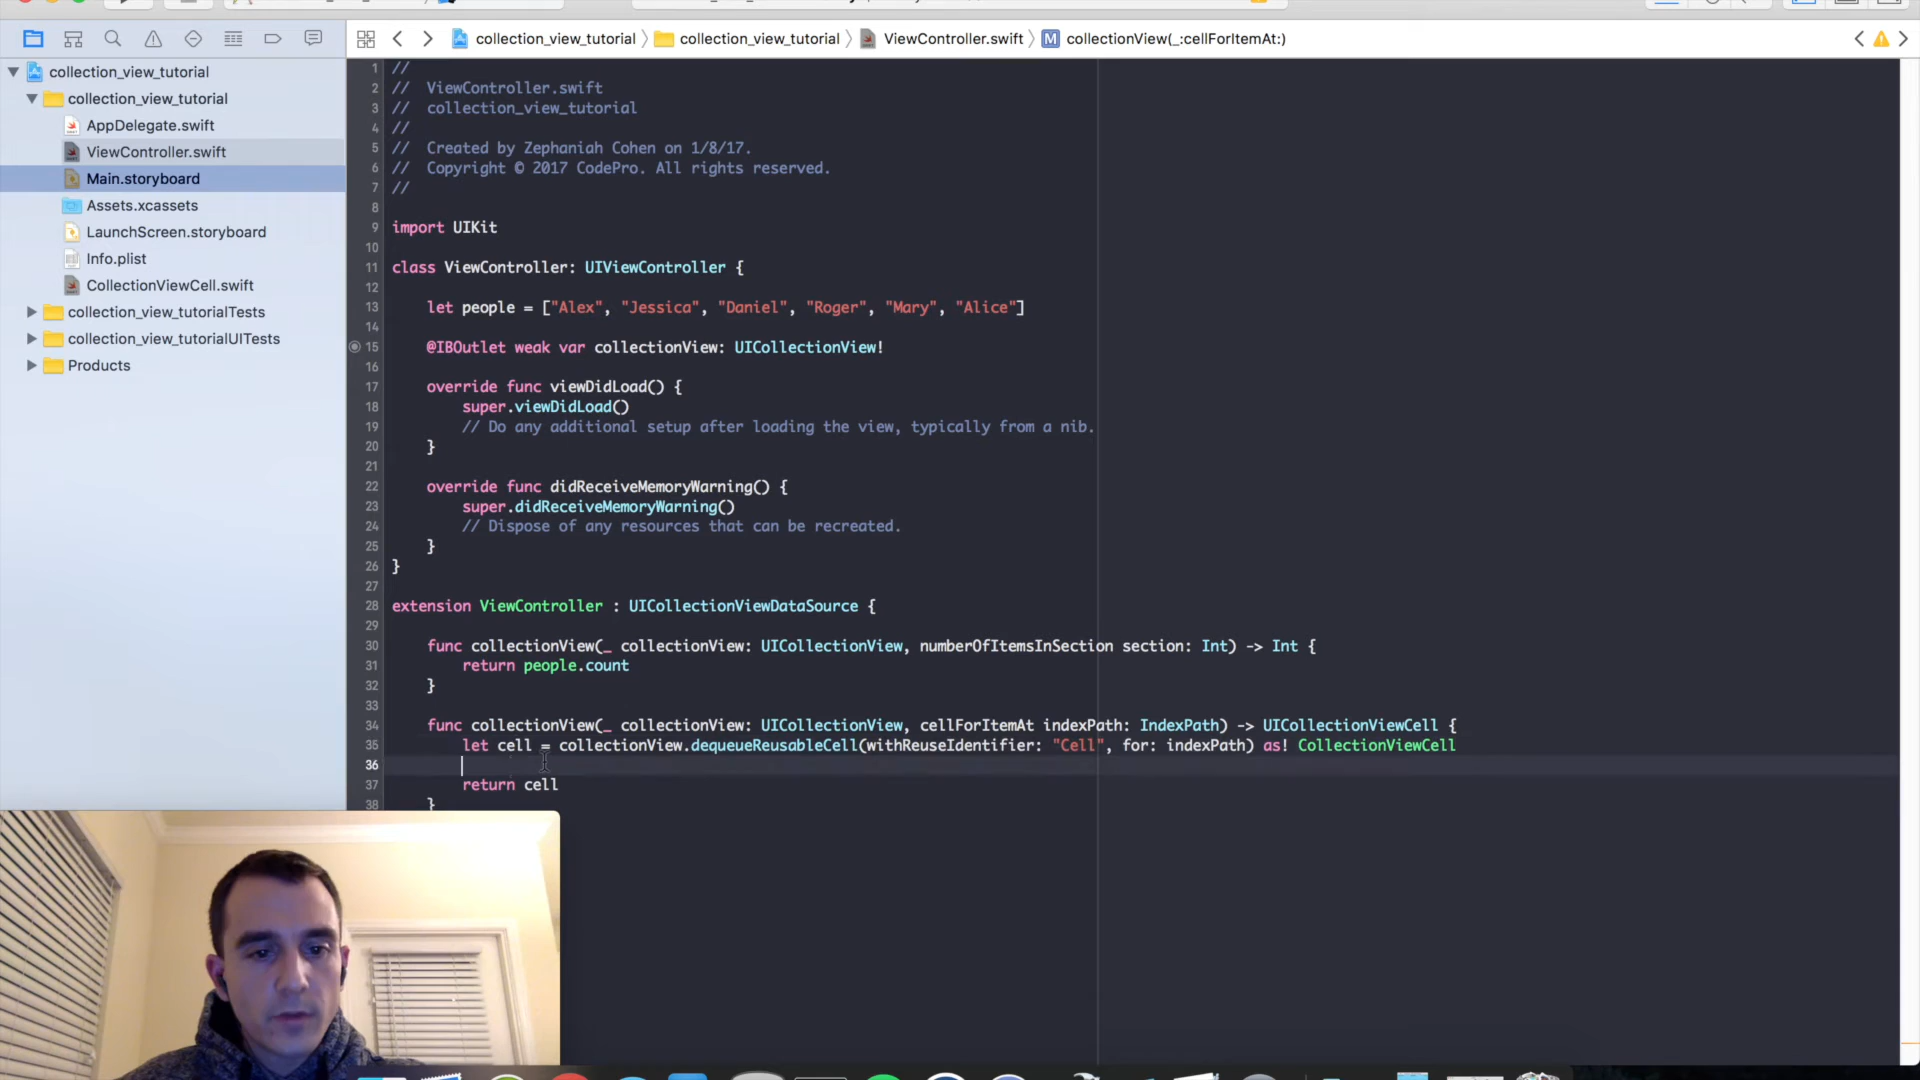 collection_view_tutorial
collection_view_tutorial
ViewController.swift
M
collectionView(_:cellForItemAt:)
collection_view_tutorial
collection_view_tutorial
AppDelegate.swift
ViewController.swift
Main.storyboard
Assets.xcassets
LaunchScreen.storyboard
Info.plist
CollectionViewCell.swift
collection_view_tutorialTests
collection_view_tutorialUITests
Products
1 //
2 // ViewController.swift
3 // collection_view_tutorial
4 //
5 // Created by Zephaniah Cohen on 1/8/17.
6 // Copyright © 2017 CodePro. All rights reserved.
7 //
8
9 import UIKit
10
11 class ViewController: UIViewController {
12
13 let people = ["Alex", "Jessica", "Daniel", "Roger", "Mary", "Alice"]
14
15 @IBOutlet weak var collectionView: UICollectionView!
16
17 override func viewDidLoad() {
18 super.viewDidLoad()
19 // Do any additional setup after loading the view, typically from a nib.
20 }
21
22 override func didReceiveMemoryWarning() {
23 super.didReceiveMemoryWarning()
24 // Dispose of any resources that can be recreated.
25 }
26 }
27
28 extension ViewController : UICollectionViewDataSource {
29
30 func collectionView(_ collectionView: UICollectionView, numberOfItemsInSection section: Int) -> Int {
31 return people.count
32 }
33
34 func collectionView(_ collectionView: UICollectionView, cellForItemAt indexPath: IndexPath) -> UICollectionViewCell {
35 let cell = collectionView.dequeueReusableCell(withReuseIdentifier: "Cell", for: indexPath) as! CollectionViewCell
36
37 return cell
38 }